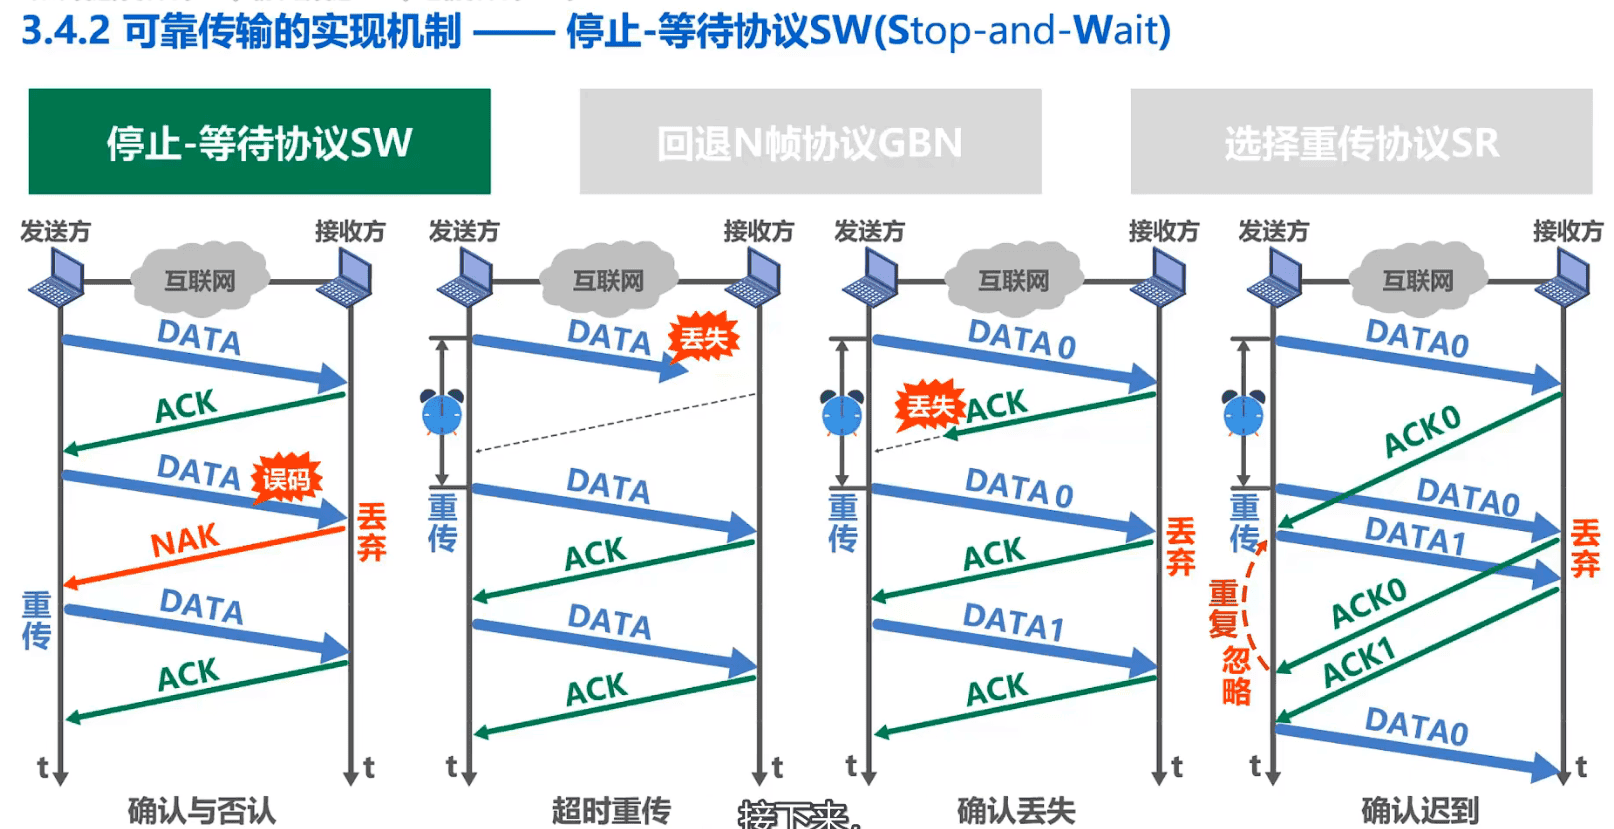 3.4.2 可靠传输的实现机制 —— 停止-等待协议SW(Stop-and-Wait)
停止-等待协议SW
回退N帧协议GBN
选择重传协议SR
发送方
互联网
接收方
DATA
ACK
DATA
误码
丢弃
NAK
重传
DATA
ACK
t
t
确认与否认
发送方
互联网
接收方
DATA
丢失
重传
DATA
ACK
DATA
ACK
t
t
超时重传
发送方
互联网
接收方
DATA 0
丢失
ACK
重传
DATA 0
丢弃
ACK
DATA1
ACK
t
t
确认丢失
发送方
互联网
接收方
DATA0
ACK0
重传
DATA0
丢弃
DATA1
重复
忽略
ACK0
ACK1
DATA0
t
t
确认迟到
接下来，